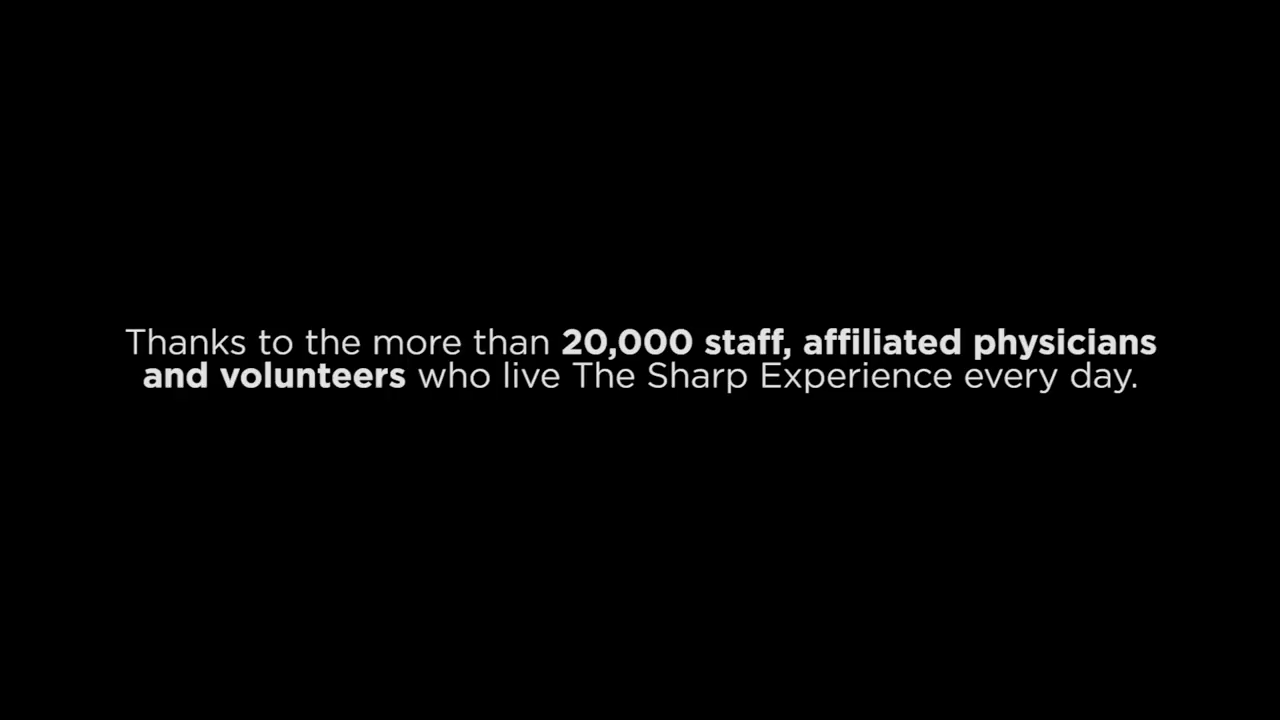 Thanks to the more than 20,000 staff, affiliated physicians
and volunteers who live The Sharp Experience every day.